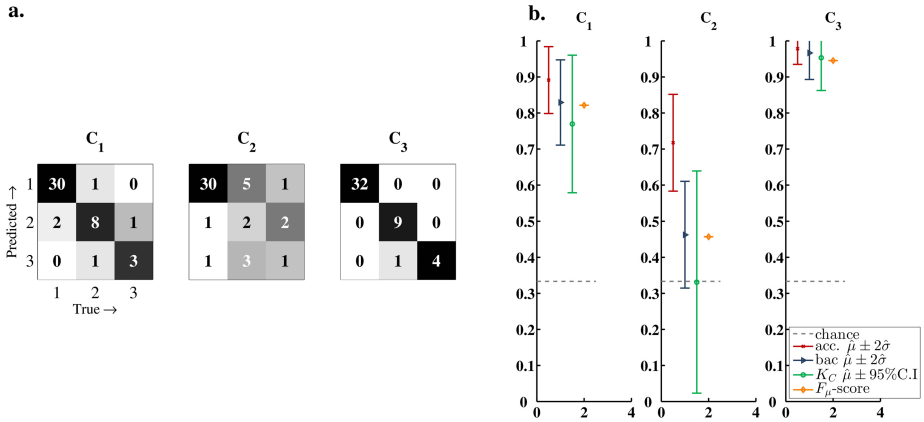 a.
C1
C2
C3
Predicted →
1 30 1 0
2 2 8 1
3 0 1 3
1 2 3
True →
30 5 1
1 2 2
1 3 1
32 0 0
0 9 0
0 1 4
b.
C1
C2
C3
1
0.9
0.8
0.7
0.6
0.5
0.4
0.3
0.2
0.1
0
0 2 4
1
0.9
0.8
0.7
0.6
0.5
0.4
0.3
0.2
0.1
0
0 2 4
1
0.9
0.8
0.7
0.6
0.5
0.4
0.3
0.2
0.1
0
0 2 4
chance
acc. μ̂ ± 2σ̂
bac μ̂ ± 2σ̂
K_C μ̂ ± 95%C.I
F_μ-score